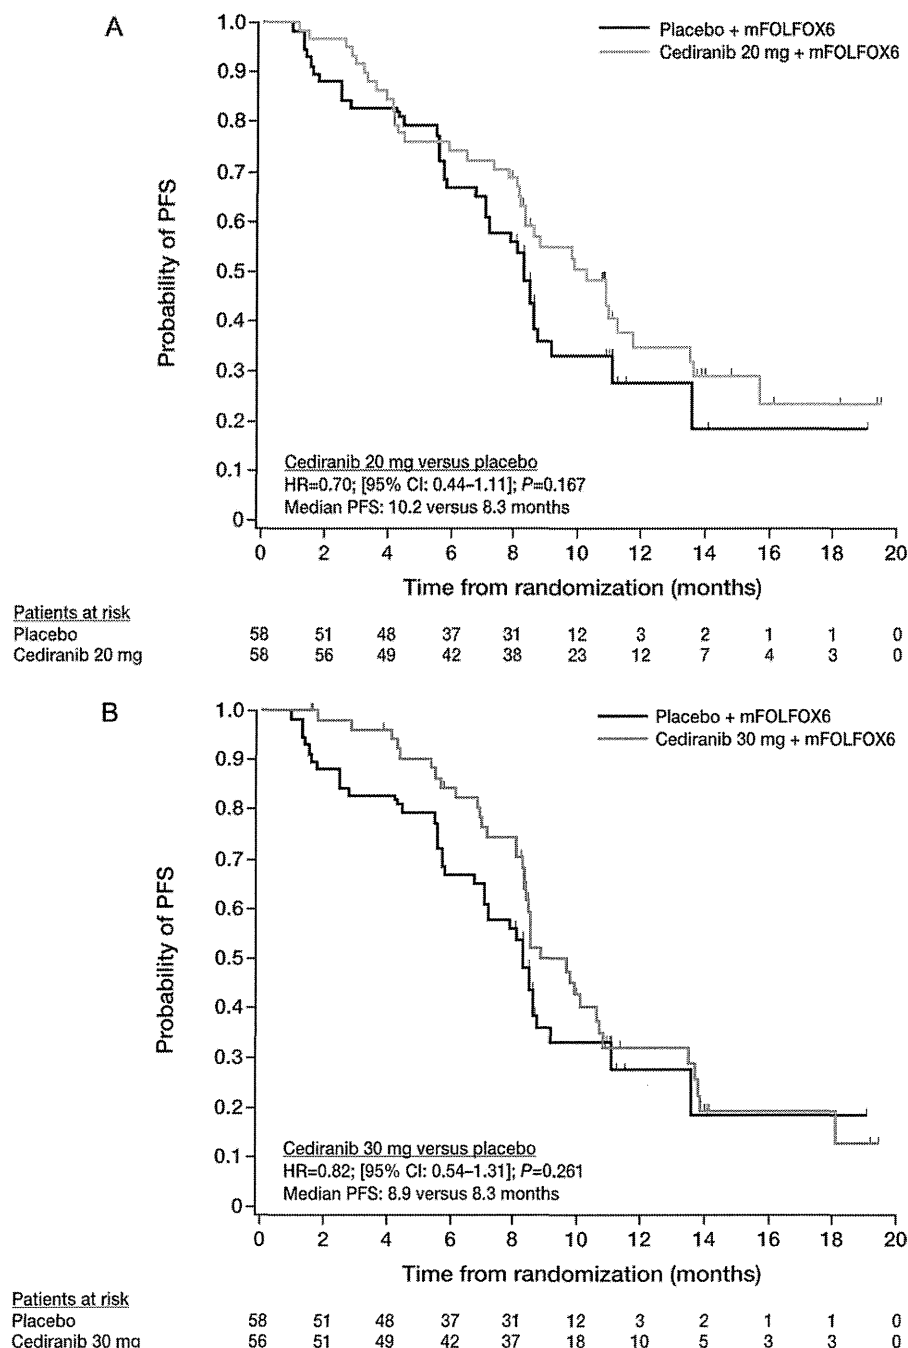 A
Placebo + mFOLFOX6
Cediranib 20 mg + mFOLFOX6
1.0
0.9
0.8
0.7
0.6
0.5
0.4
0.3
0.2
0.1
0
Probability of PFS
Cediranib 20 mg versus placebo
HR=0.70; [95% CI: 0.44–1.11]; P=0.167
Median PFS: 10.2 versus 8.3 months
0 2 4 6 8 10 12 14 16 18 20
Time from randomization (months)
Patients at risk
Placebo 58 51 48 37 31 12 3 2 1 1 0
Cediranib 20 mg 58 56 49 42 38 23 12 7 4 3 0
B
Placebo + mFOLFOX6
Cediranib 30 mg + mFOLFOX6
1.0
0.9
0.8
0.7
0.6
0.5
0.4
0.3
0.2
0.1
0
Probability of PFS
Cediranib 30 mg versus placebo
HR=0.82; [95% CI: 0.54–1.31]; P=0.261
Median PFS: 8.9 versus 8.3 months
0 2 4 6 8 10 12 14 16 18 20
Time from randomization (months)
Patients at risk
Placebo 58 51 48 37 31 12 3 2 1 1 0
Cediranib 30 mg 56 51 49 42 37 18 10 5 3 3 0